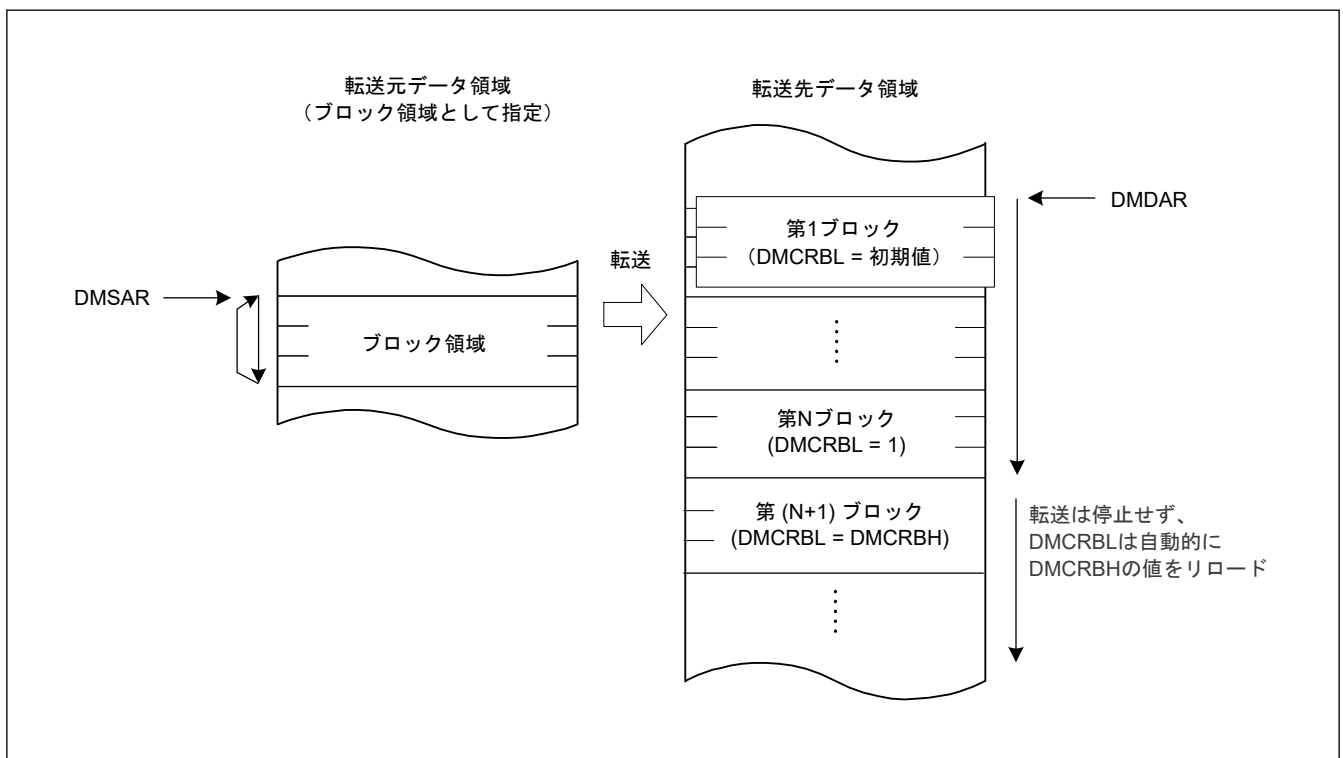 転送元データ領域
（ブロック領域として指定）
転送先データ領域
DMSAR
ブロック領域
転送
DMDAR
第1ブロック
（DMCRBL = 初期値）
第Nブロック
(DMCRBL = 1)
第 (N+1) ブロック
(DMCRBL = DMCRBH)
転送は停止せず、
DMCRBLは自動的に
DMCRBHの値をリロード